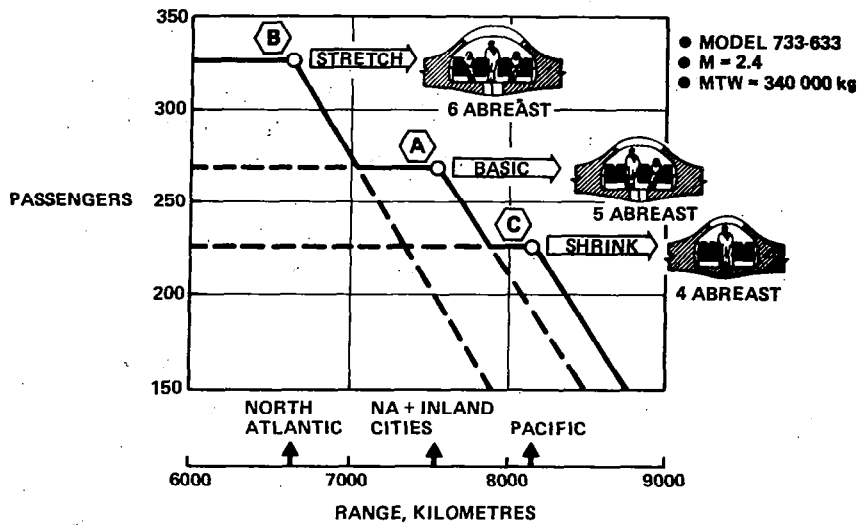 350
300
250
200
150
PASSENGERS
B
STRETCH
6 ABREAST
A
BASIC
5 ABREAST
C
SHRINK
4 ABREAST
● MODEL 733-633
● M = 2.4
● MTW = 340 000 kg
NORTH
ATLANTIC
NA + INLAND
CITIES
PACIFIC
6000 7000 8000 9000
RANGE, KILOMETRES